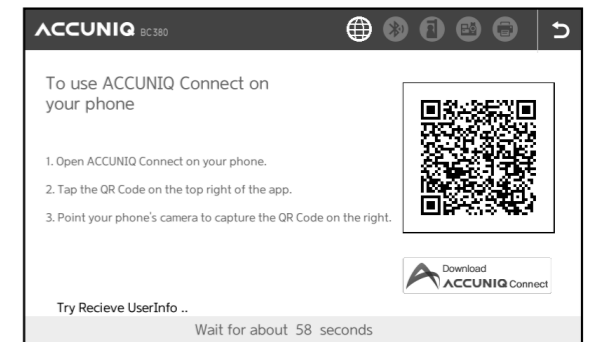 ACCUNIQ BC380
To use ACCUNIQ Connect on
your phone
1. Open ACCUNIQ Connect on your phone.
2. Tap the QR Code on the top right of the app.
3. Point your phone's camera to capture the QR Code on the right.
Download
ACCUNIQ Connect
Try Recieve UserInfo ..
Wait for about 58 seconds